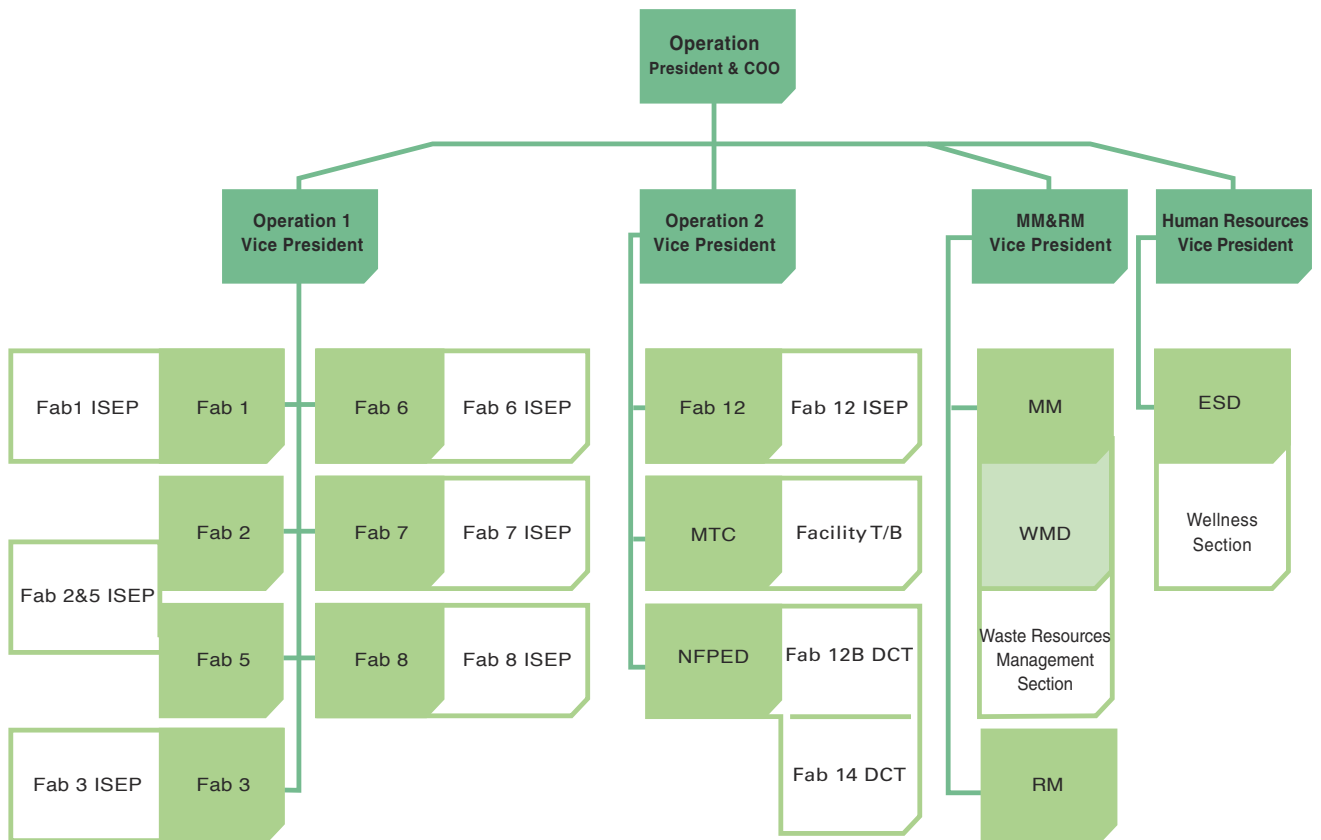 Operation
President & COO
Operation 1
Vice President
Operation 2
Vice President
MM&RM
Vice President
Human Resources
Vice President
Fab1 ISEP
Fab 1
Fab 6
Fab 6 ISEP
Fab 12
Fab 12 ISEP
MM
ESD
Fab 2
Fab 7
Fab 7 ISEP
MTC
Facility T/B
WMD
Wellness
Section
Fab 2&5 ISEP
Fab 5
Fab 8
Fab 8 ISEP
NFPED
Fab 12B DCT
Waste Resources
Management
Section
Fab 3 ISEP
Fab 3
Fab 14 DCT
RM